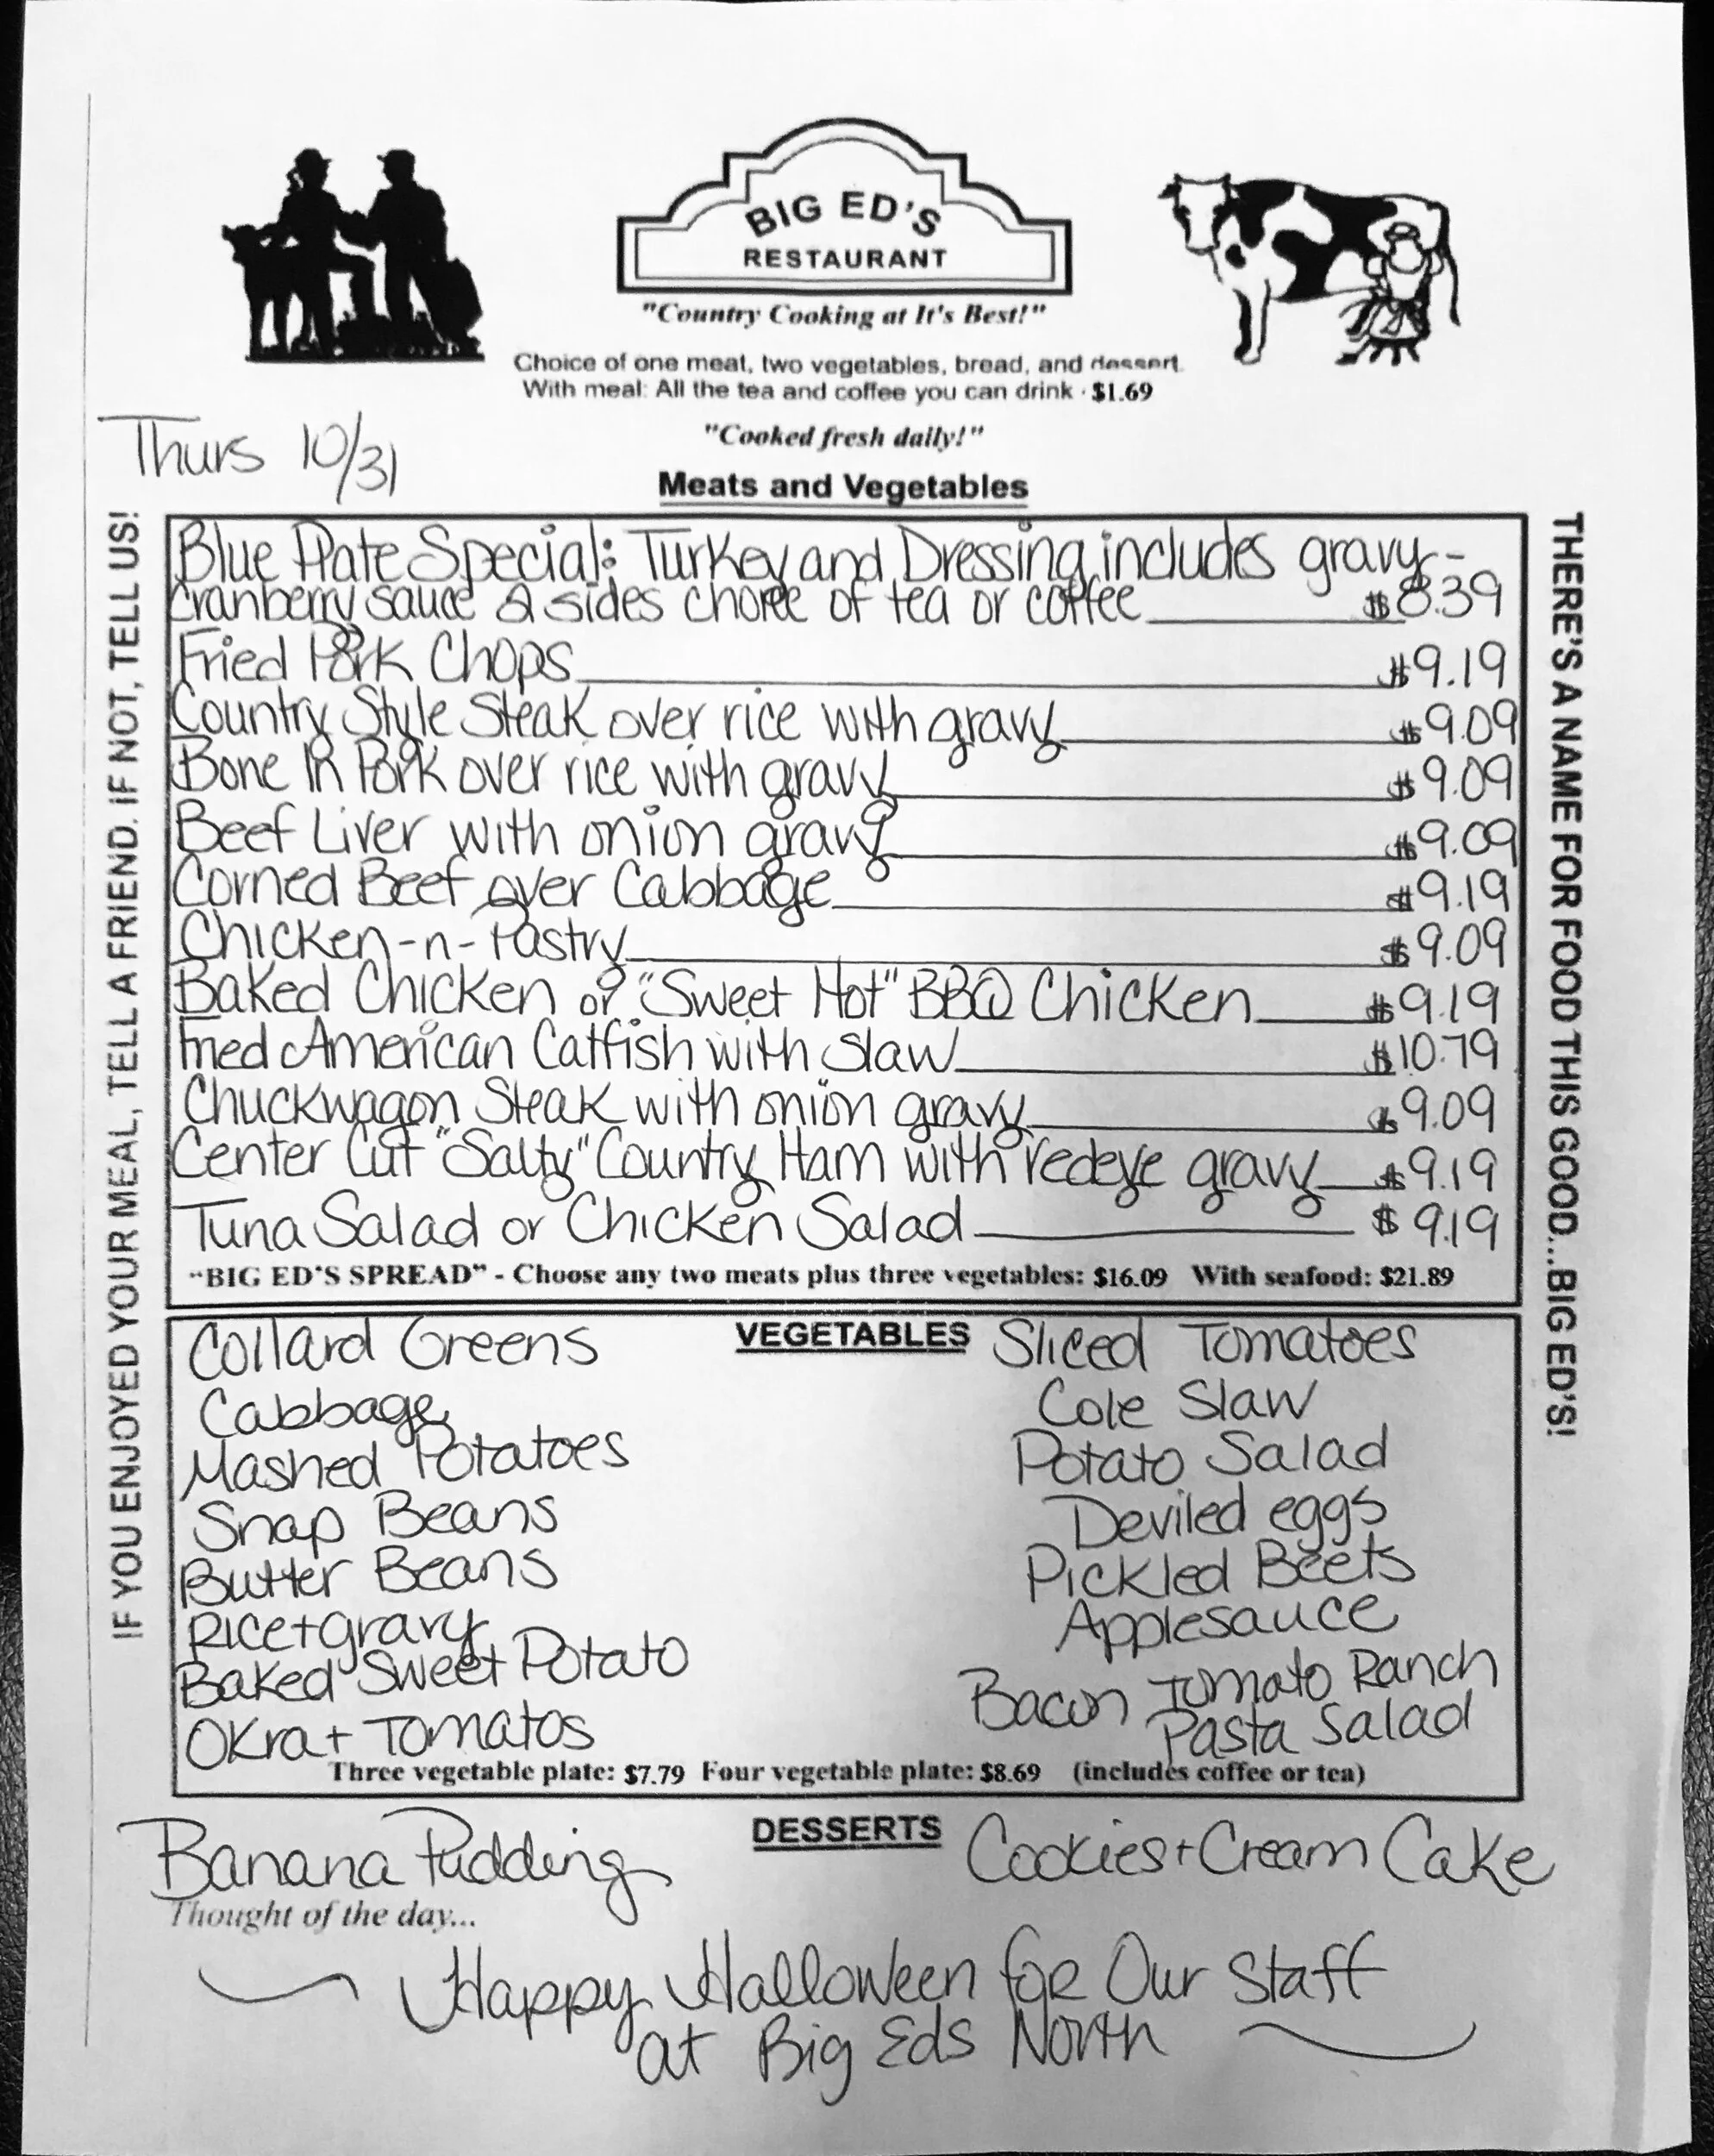 BIG ED'S
RESTAURANT
"Country Cooking at It's Best!"
Choice of one meat, two vegetables, bread, and dessert.
With meal: All the tea and coffee you can drink · $1.69
"Cooked fresh daily!"
Thurs 10/31
Meats and Vegetables
IF YOU ENJOYED YOUR MEAL, TELL A FRIEND. IF NOT, TELL US!
THERE'S A NAME FOR FOOD THIS GOOD...BIG ED'S!
Blue Plate Special: Turkey and Dressing includes gravy -
cranberry sauce 2 sides choice of tea or coffee $8.39
Fried Pork Chops $9.19
Country Style Steak over rice with gravy $9.09
Bone In Pork over rice with gravy $9.09
Beef Liver with onion gravy $9.09
Corned Beef over Cabbage $9.19
Chicken-n-Pastry $9.09
Baked Chicken or "Sweet Hot" BBQ Chicken $9.19
Fried American Catfish with slaw $10.79
Chuckwagon Steak with onion gravy $9.09
Center Cut "Salty" Country Ham with redeye gravy $9.19
Tuna Salad or Chicken Salad $9.19
"BIG ED'S SPREAD" - Choose any two meats plus three vegetables: $16.09 With seafood: $21.89
VEGETABLES
Collard Greens
Cabbage
Mashed Potatoes
Snap Beans
Butter Beans
Rice+gravy
Baked Sweet Potato
Okra + Tomatos
Sliced Tomatoes
Cole Slaw
Potato Salad
Deviled eggs
Pickled Beets
Applesauce
Bacon Tomato Ranch
Pasta Salad
Three vegetable plate: $7.79 Four vegetable plate: $8.69 (includes coffee or tea)
DESSERTS
Banana Pudding
Cookies+Cream Cake
Thought of the day...
Happy Halloween for Our Staff
at Big Eds North